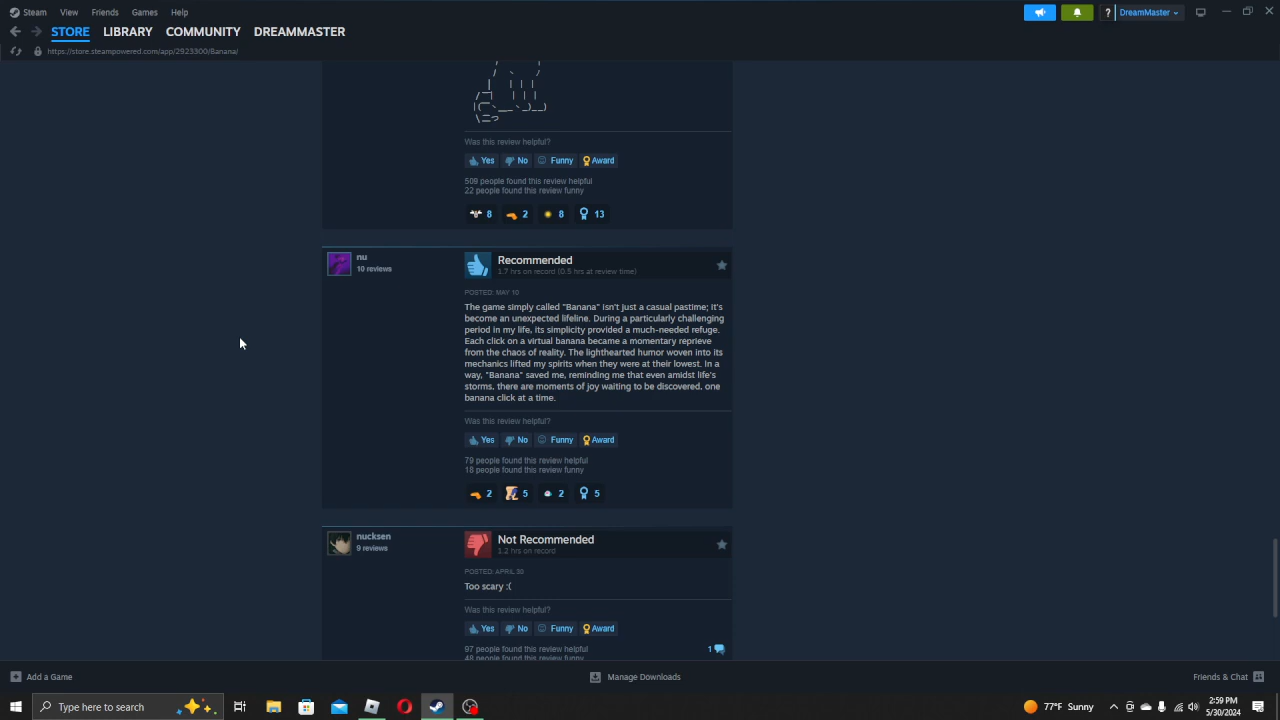 Steam View Friends Games Help
? DreamMaster
STORE LIBRARY COMMUNITY DREAMMASTER
https://store.steampowered.com/app/2923300/Banana/
Was this review helpful?
Yes No Funny Award
509 people found this review helpful
22 people found this review funny
8 2 8 13
nu
10 reviews
Recommended
1.7 hrs on record (0.5 hrs at review time)
POSTED: MAY 10
The game simply called "Banana" isn't just a casual pastime; it's
become an unexpected lifeline. During a particularly challenging
period in my life, its simplicity provided a much-needed refuge.
Each click on a virtual banana became a momentary reprieve
from the chaos of reality. The lighthearted humor woven into its
mechanics lifted my spirits when they were at their lowest. In a
way, "Banana" saved me, reminding me that even amidst life's
storms, there are moments of joy waiting to be discovered, one
banana click at a time.
Was this review helpful?
Yes No Funny Award
79 people found this review helpful
18 people found this review funny
2 5 2 5
nucksen
9 reviews
Not Recommended
1.2 hrs on record
POSTED: APRIL 30
Too scary :(
Was this review helpful?
Yes No Funny Award
97 people found this review helpful
1
48 people found this review funny
Add a Game
Manage Downloads
Friends & Chat
Type here to search
77°F Sunny
2:59 PM
5/30/2024